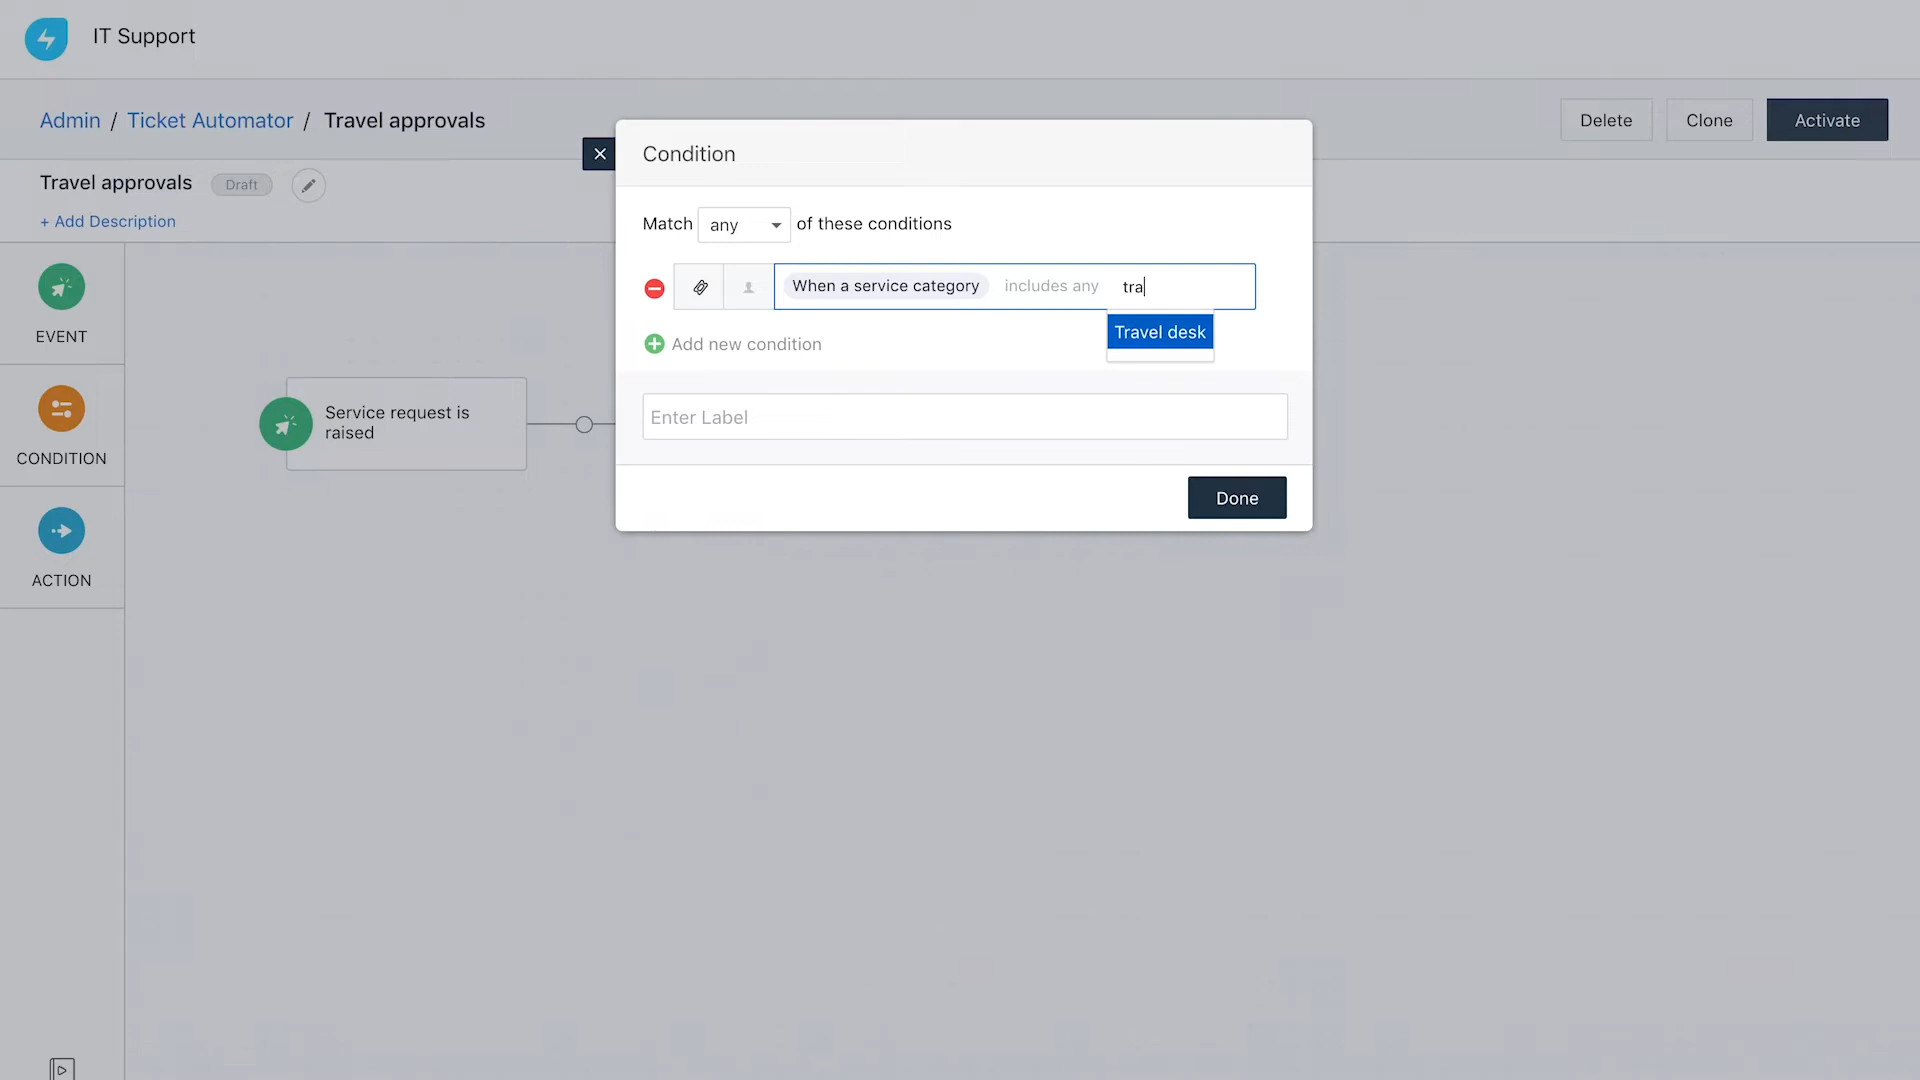 IT Support
Admin / Ticket Automator / Travel approvals
Delete
Clone
Activate
Travel approvals
Draft
+ Add Description
EVENT
CONDITION
ACTION
Service request is
raised
Condition
Match any of these conditions
When a service category includes any tra
Travel desk
Add new condition
Enter Label
Done